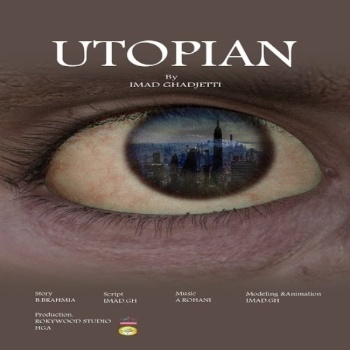 UTOPIAN
By
IMAD GHADJETTI
Story
B.BRAHMIA
Script
IMAD.GH
Music
A.ROHANI
Modeling &Animation
IMAD.GH
Production.
ROKYWOOD STUDIO
HGA